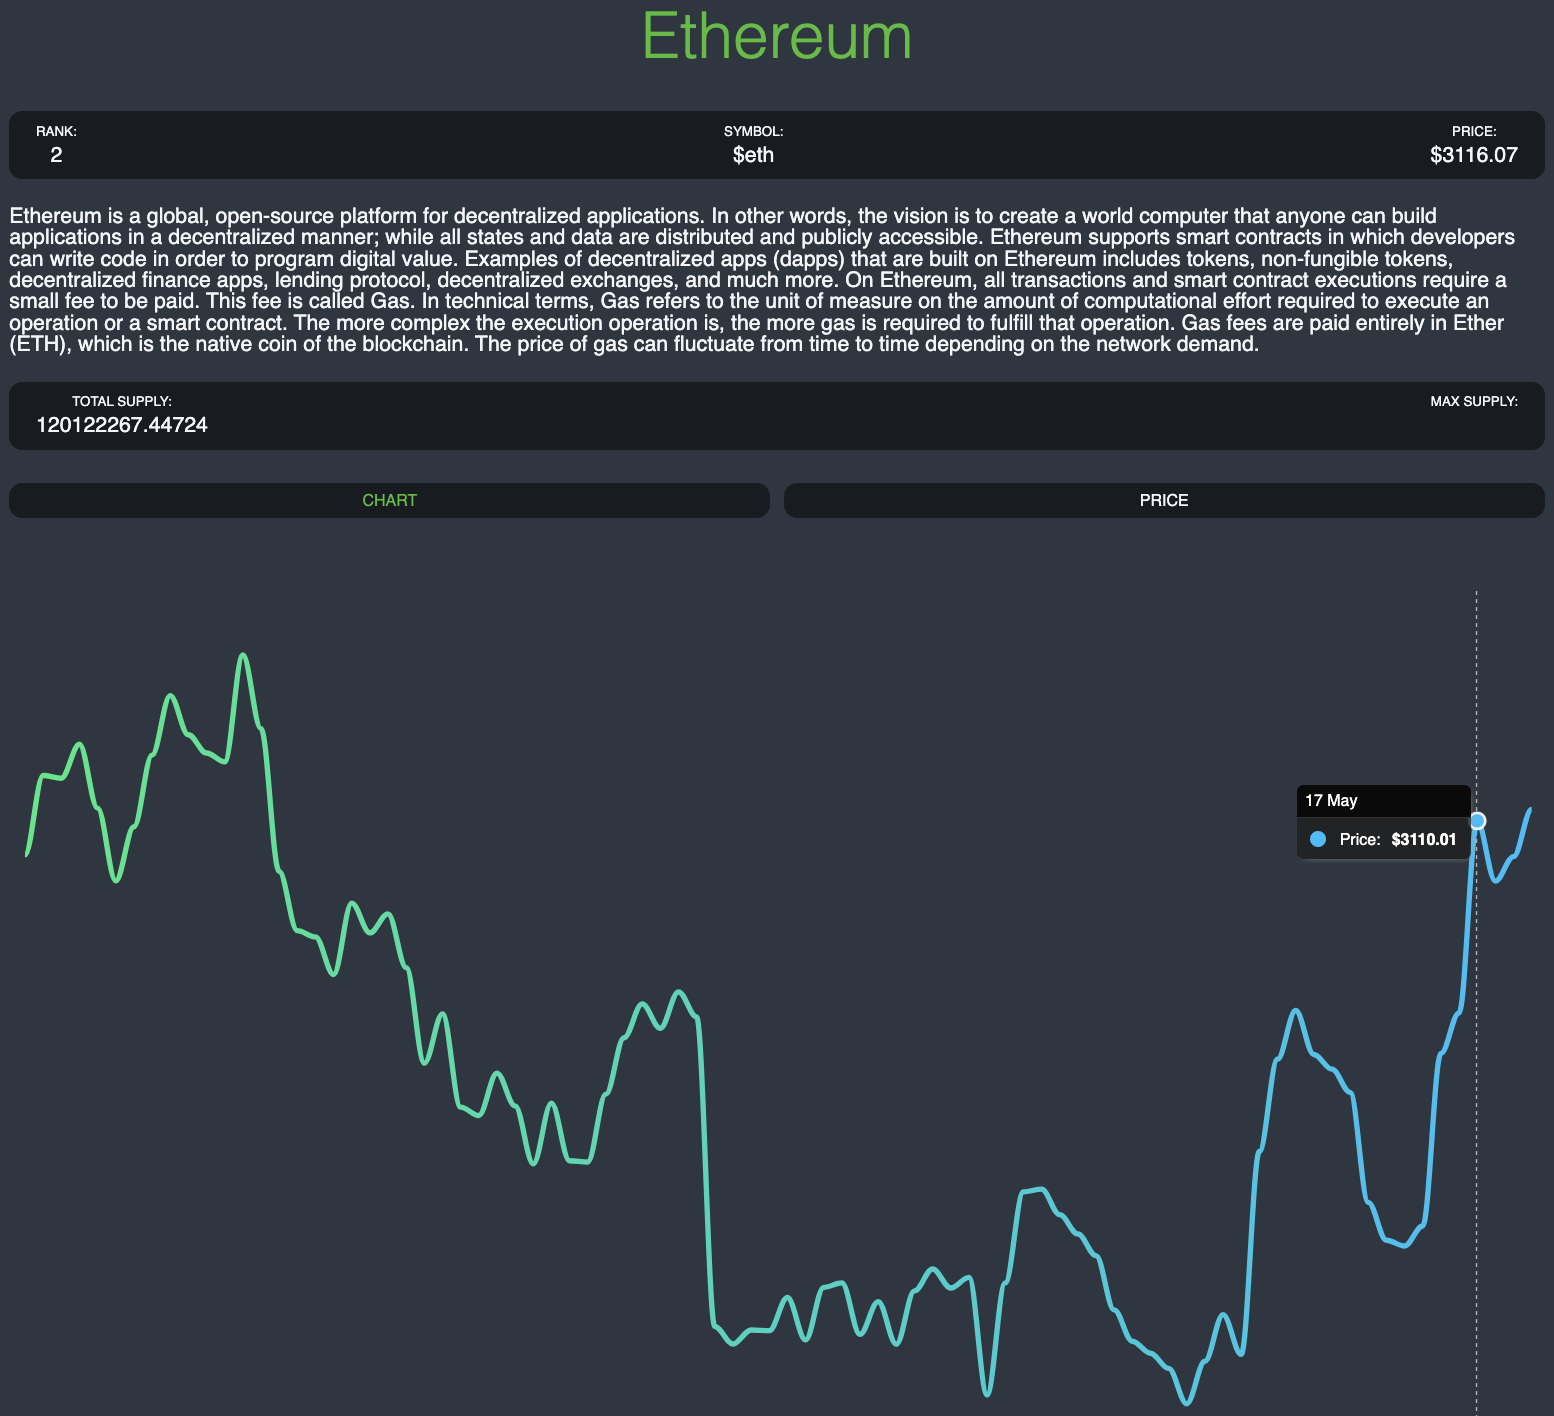 Ethereum
RANK:
2
SYMBOL:
$eth
PRICE:
$3116.07
Ethereum is a global, open-source platform for decentralized applications. In other words, the vision is to create a world computer that anyone can build
applications in a decentralized manner; while all states and data are distributed and publicly accessible. Ethereum supports smart contracts in which developers
can write code in order to program digital value. Examples of decentralized apps (dapps) that are built on Ethereum includes tokens, non-fungible tokens,
decentralized finance apps, lending protocol, decentralized exchanges, and much more. On Ethereum, all transactions and smart contract executions require a
small fee to be paid. This fee is called Gas. In technical terms, Gas refers to the unit of measure on the amount of computational effort required to execute an
operation or a smart contract. The more complex the execution operation is, the more gas is required to fulfill that operation. Gas fees are paid entirely in Ether
(ETH), which is the native coin of the blockchain. The price of gas can fluctuate from time to time depending on the network demand.
TOTAL SUPPLY:
120122267.44724
MAX SUPPLY:
CHART
PRICE
17 May
Price: $3110.01